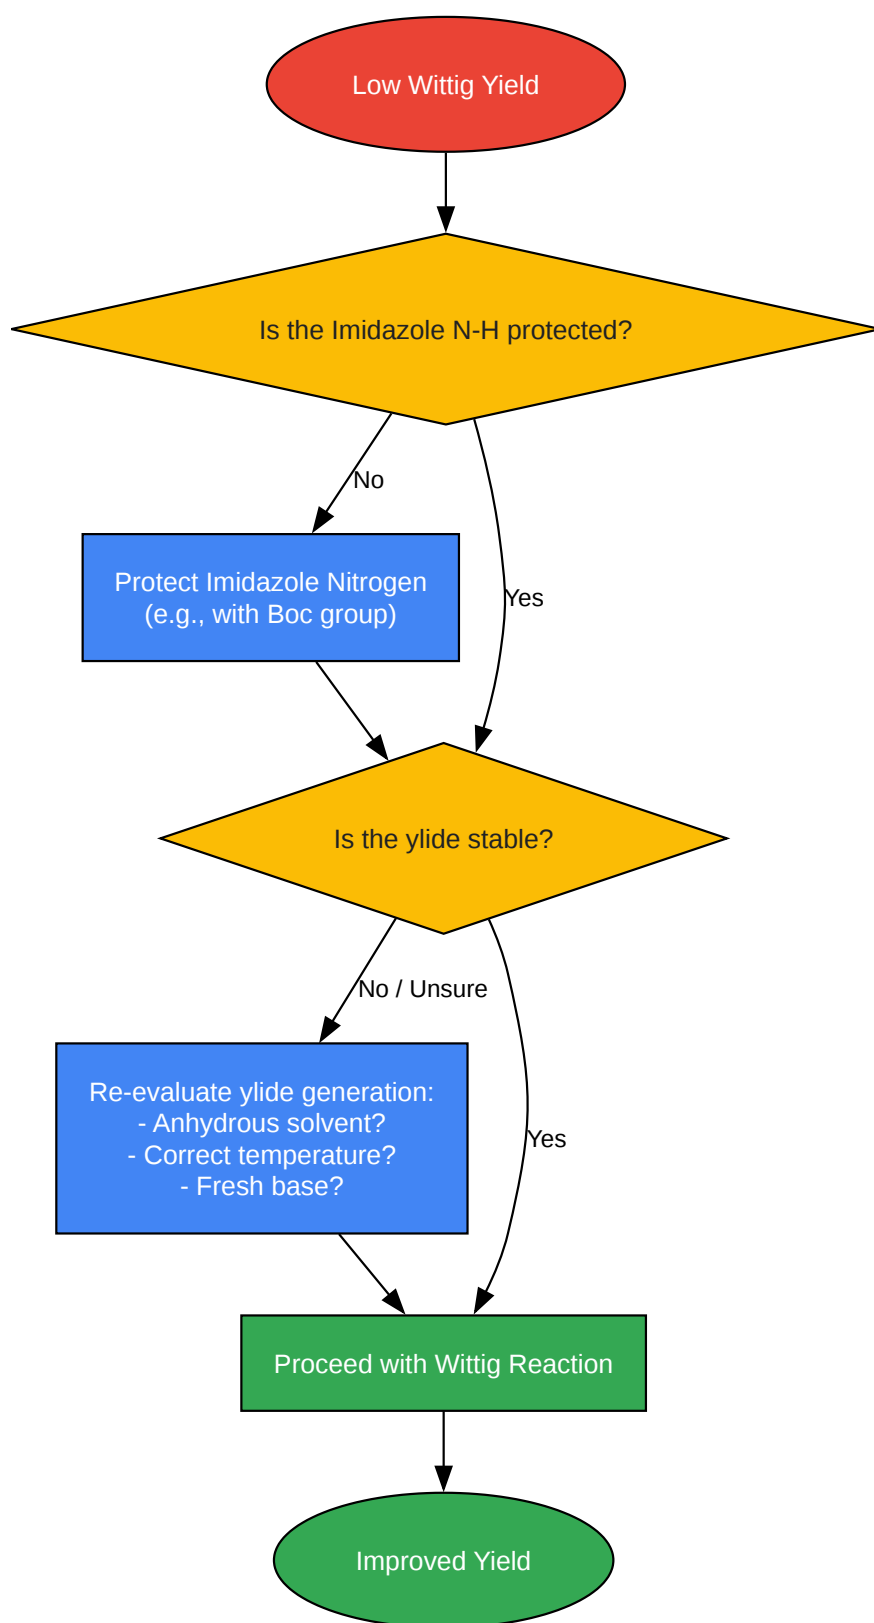 Low Wittig Yield
Is the Imidazole N-H protected?
No
Protect Imidazole Nitrogen
(e.g., with Boc group)
Yes
Is the ylide stable?
No / Unsure
Re-evaluate ylide generation:
- Anhydrous solvent?
- Correct temperature?
- Fresh base?
Yes
Proceed with Wittig Reaction
Improved Yield